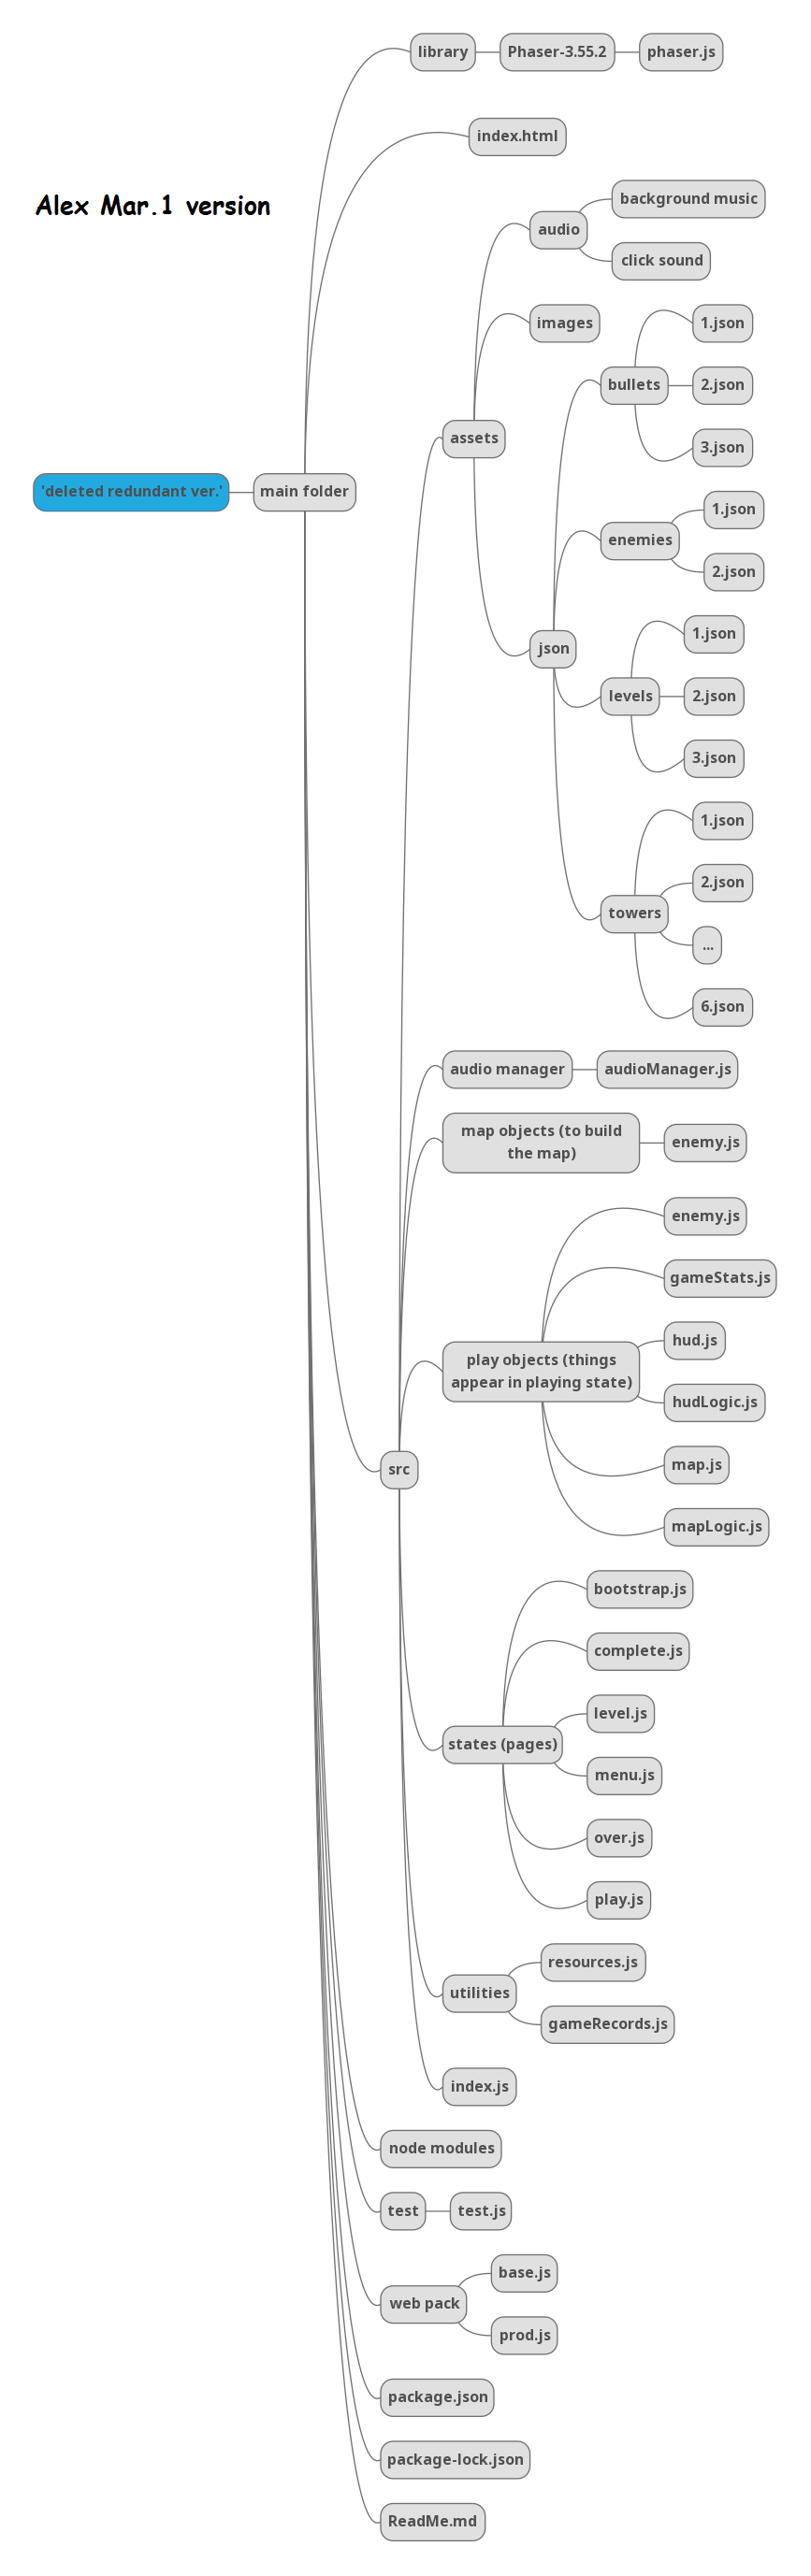 library
Phaser-3.55.2
phaser.js
index.html
Alex Mar.1 version
background music
audio
click sound
images
1.json
bullets
2.json
3.json
assets
'deleted redundant ver.'
main folder
1.json
enemies
2.json
json
1.json
levels
2.json
3.json
1.json
2.json
towers
...
6.json
audio manager
audioManager.js
map objects (to build
the map)
enemy.js
enemy.js
gameStats.js
hud.js
play objects (things
appear in playing state)
hudLogic.js
map.js
src
mapLogic.js
bootstrap.js
complete.js
level.js
states (pages)
menu.js
over.js
play.js
resources.js
utilities
gameRecords.js
index.js
node modules
test
test.js
base.js
web pack
prod.js
package.json
package-lock.json
ReadMe.md